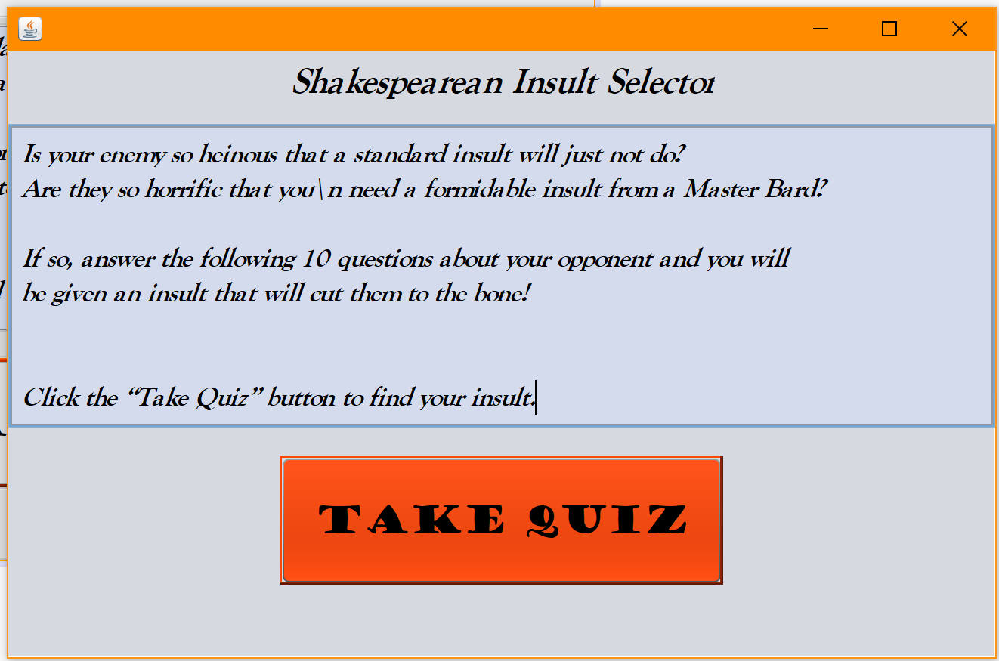 Shakespearean Insult Selector
Is your enemy so heinous that a standard insult will just not do?
Are they so horrific that you\n need a formidable insult from a Master Bard?
If so, answer the following 10 questions about your opponent and you will
be given an insult that will cut them to the bone!
Click the “Take Quiz” button to find your insult.
TAKE QUIZ